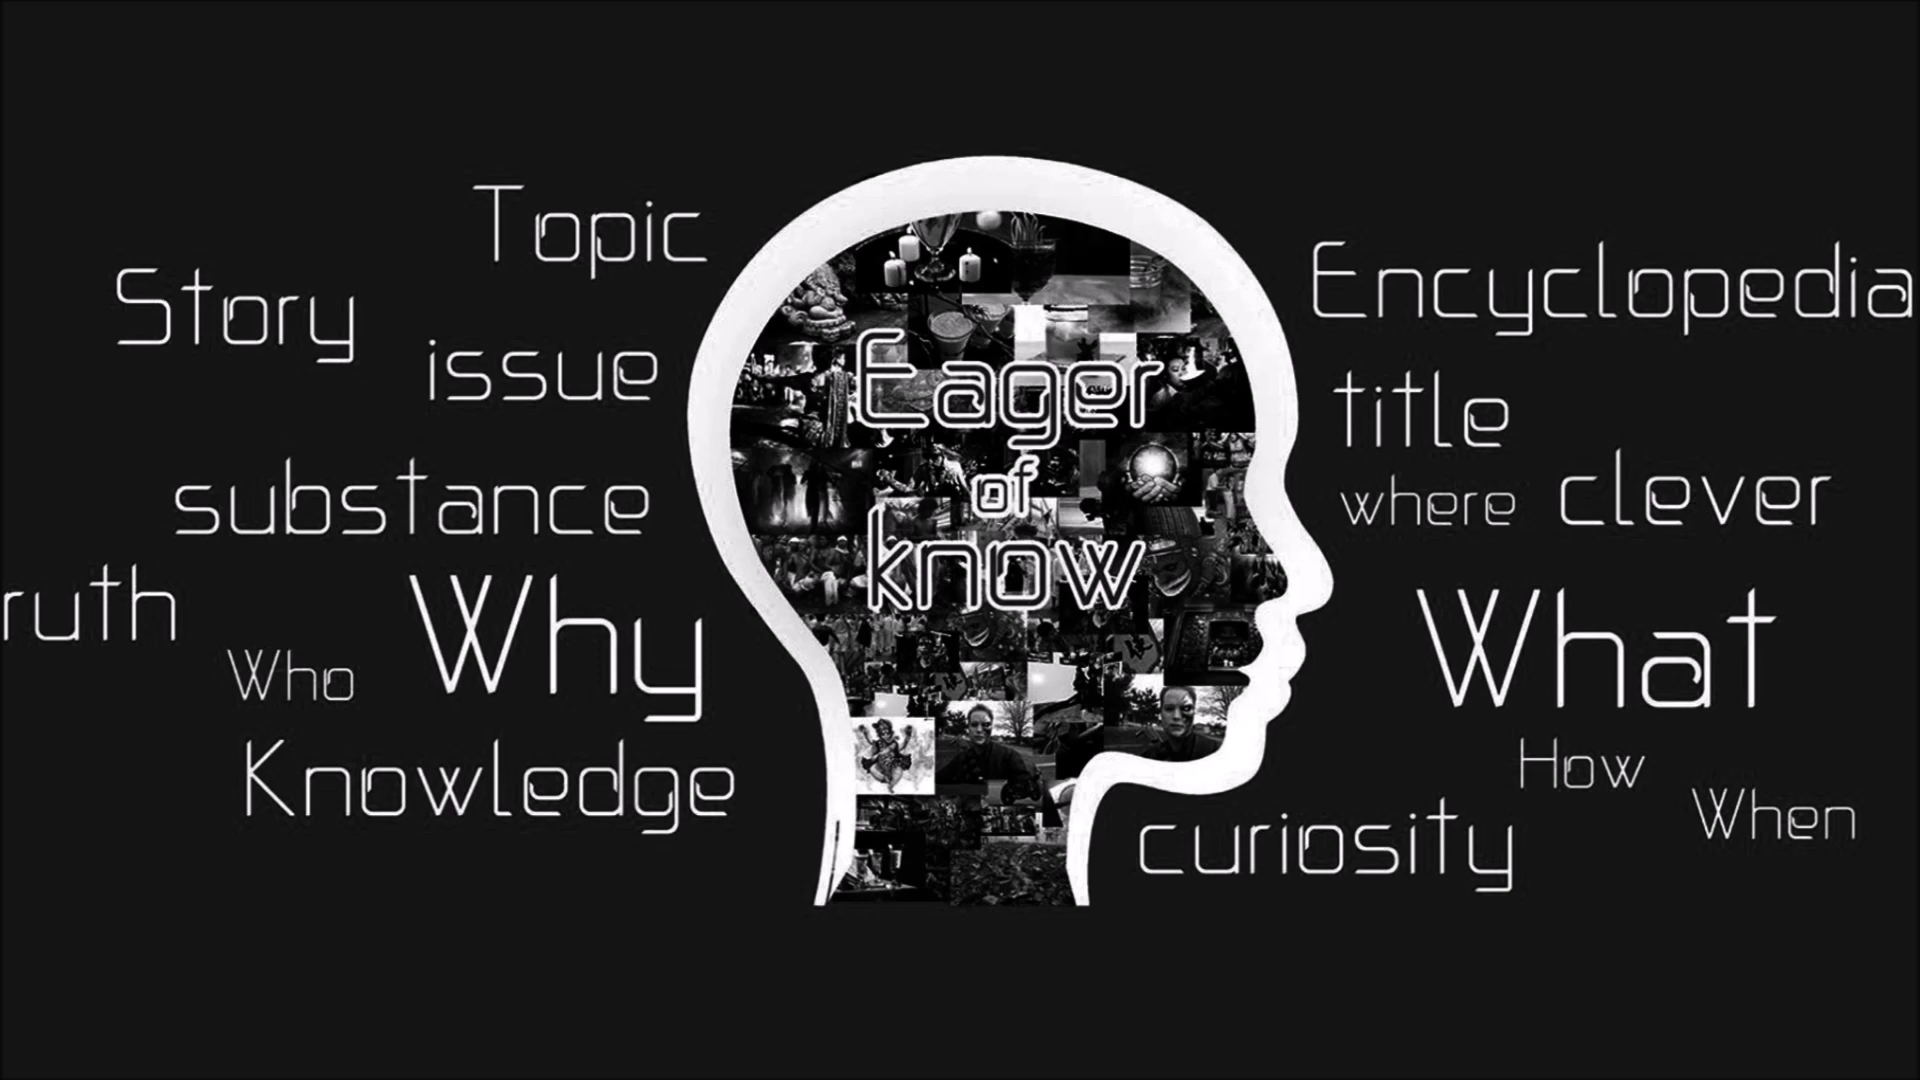 Topic
Story
issue
substance
ruth
Who
Why
Knowledge
Eager
of
know
Encyclopedia
title
where
clever
What
How
When
curiosity